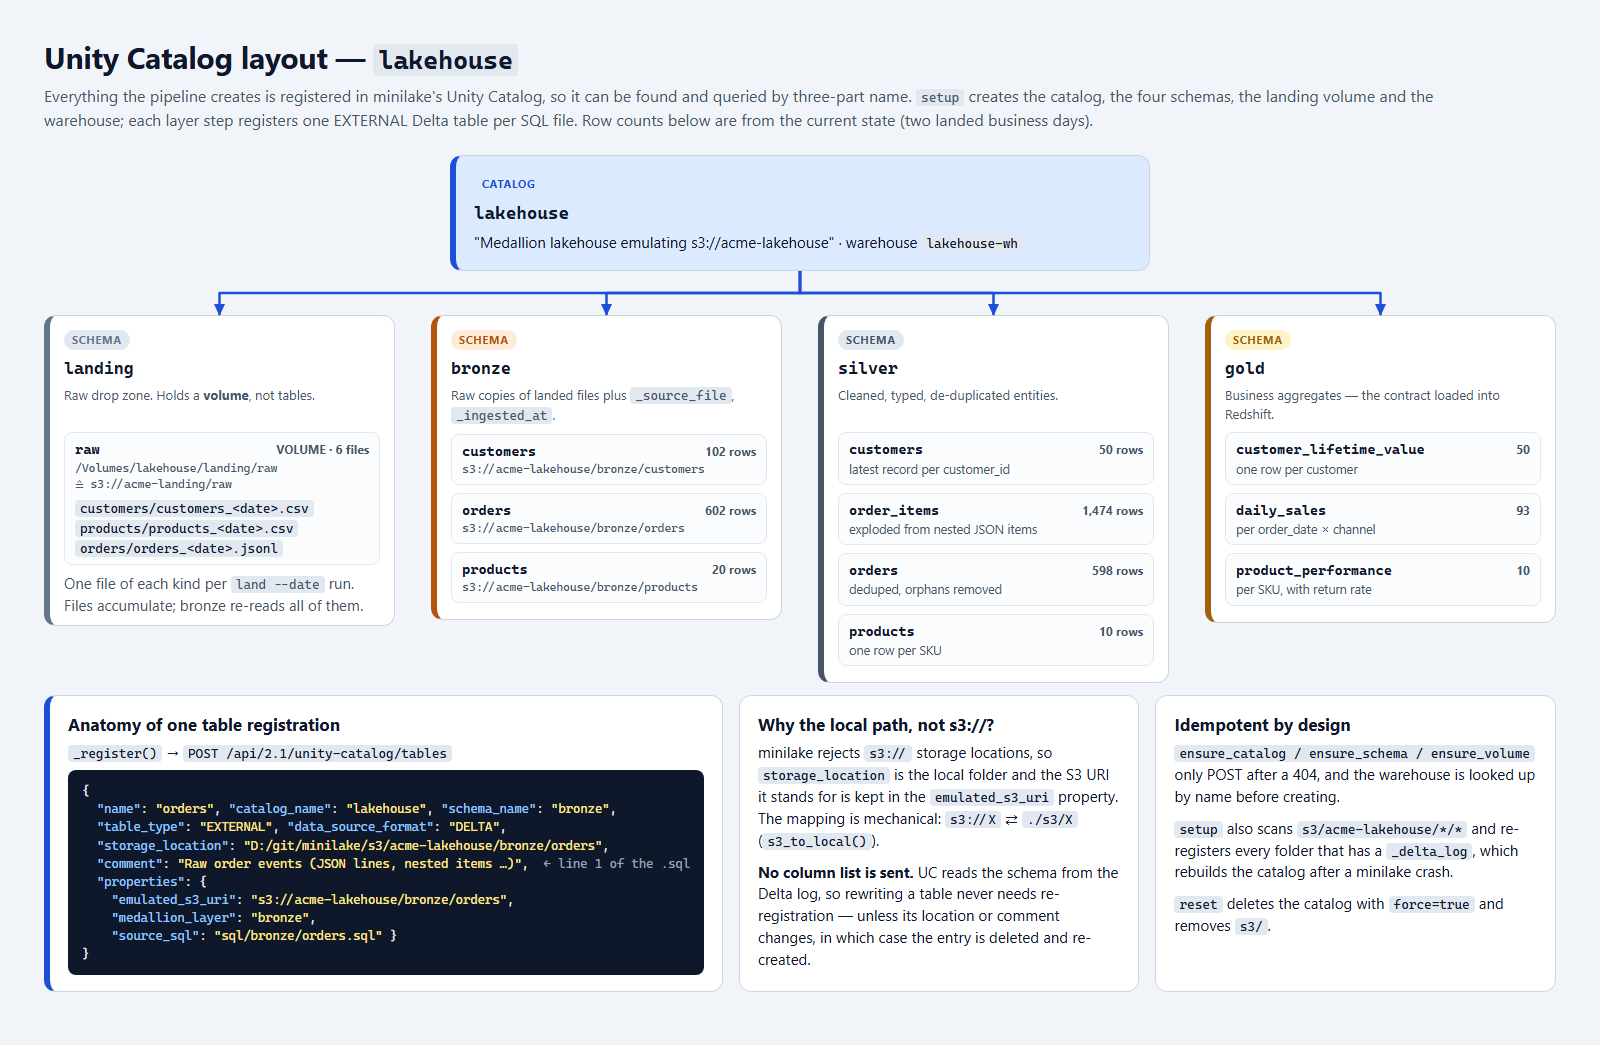 Unity Catalog layout — lakehouse
Everything the pipeline creates is registered in minilake's Unity Catalog, so it can be found and queried by three-part name. setup creates the catalog, the four schemas, the landing volume and the
warehouse; each layer step registers one EXTERNAL Delta table per SQL file. Row counts below are from the current state (two landed business days).
CATALOG
lakehouse
"Medallion lakehouse emulating s3://acme-lakehouse" · warehouse lakehouse-wh
SCHEMA
landing
Raw drop zone. Holds a volume, not tables.
raw VOLUME · 6 files
/Volumes/lakehouse/landing/raw
≙ s3://acme-landing/raw
customers/customers_<date>.csv
products/products_<date>.csv
orders/orders_<date>.jsonl
One file of each kind per land --date run.
Files accumulate; bronze re-reads all of them.
SCHEMA
bronze
Raw copies of landed files plus _source_file,
_ingested_at.
customers 102 rows
s3://acme-lakehouse/bronze/customers
orders 602 rows
s3://acme-lakehouse/bronze/orders
products 20 rows
s3://acme-lakehouse/bronze/products
SCHEMA
silver
Cleaned, typed, de-duplicated entities.
customers 50 rows
latest record per customer_id
order_items 1,474 rows
exploded from nested JSON items
orders 598 rows
deduped, orphans removed
products 10 rows
one row per SKU
SCHEMA
gold
Business aggregates — the contract loaded into
Redshift.
customer_lifetime_value 50
one row per customer
daily_sales 93
per order_date × channel
product_performance 10
per SKU, with return rate
Anatomy of one table registration
_register() → POST /api/2.1/unity-catalog/tables
{
"name": "orders", "catalog_name": "lakehouse", "schema_name": "bronze",
"table_type": "EXTERNAL", "data_source_format": "DELTA",
"storage_location": "D:/git/minilake/s3/acme-lakehouse/bronze/orders",
"comment": "Raw order events (JSON lines, nested items …)", ← line 1 of the .sql
"properties": {
"emulated_s3_uri": "s3://acme-lakehouse/bronze/orders",
"medallion_layer": "bronze",
"source_sql": "sql/bronze/orders.sql" }
}
Why the local path, not s3://?
minilake rejects s3:// storage locations, so
storage_location is the local folder and the S3 URI
it stands for is kept in the emulated_s3_uri property.
The mapping is mechanical: s3://X ⇄ ./s3/X
(s3_to_local()).
No column list is sent. UC reads the schema from the
Delta log, so rewriting a table never needs re-
registration — unless its location or comment
changes, in which case the entry is deleted and re-
created.
Idempotent by design
ensure_catalog / ensure_schema / ensure_volume
only POST after a 404, and the warehouse is looked up
by name before creating.
setup also scans s3/acme-lakehouse/*/* and re-
registers every folder that has a _delta_log, which
rebuilds the catalog after a minilake crash.
reset deletes the catalog with force=true and
removes s3/.